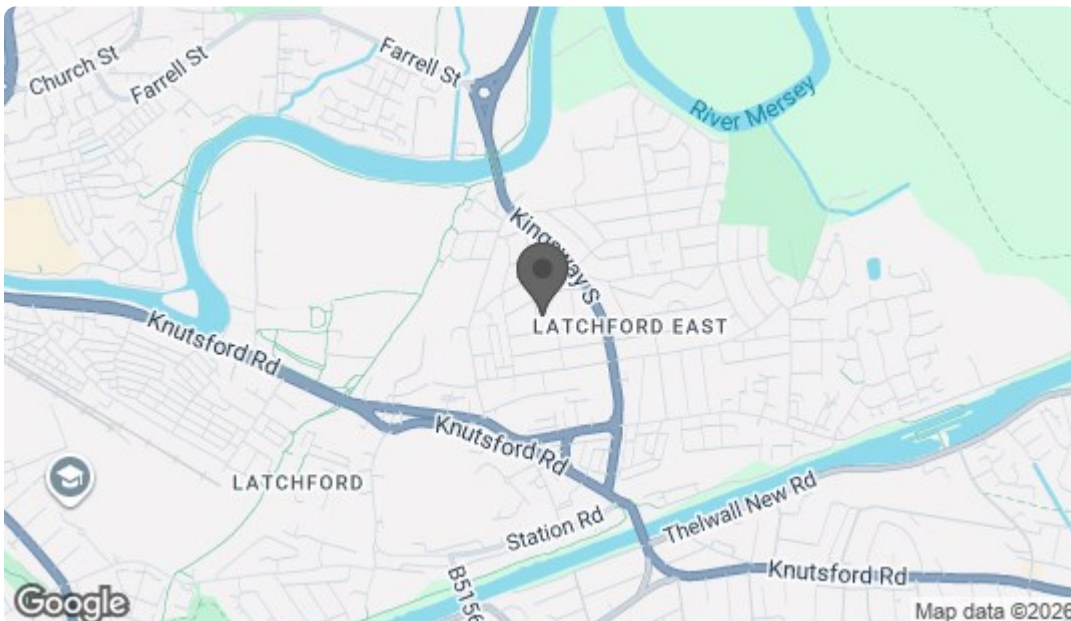 Church St
Farrell St
Farrell St
River Mersey
Kingsway S
LATCHFORD EAST
Knutsford Rd
Knutsford Rd
LATCHFORD
Station Rd
Thelwall New Rd
B5156
Knutsford Rd
Google
Map data ©2026